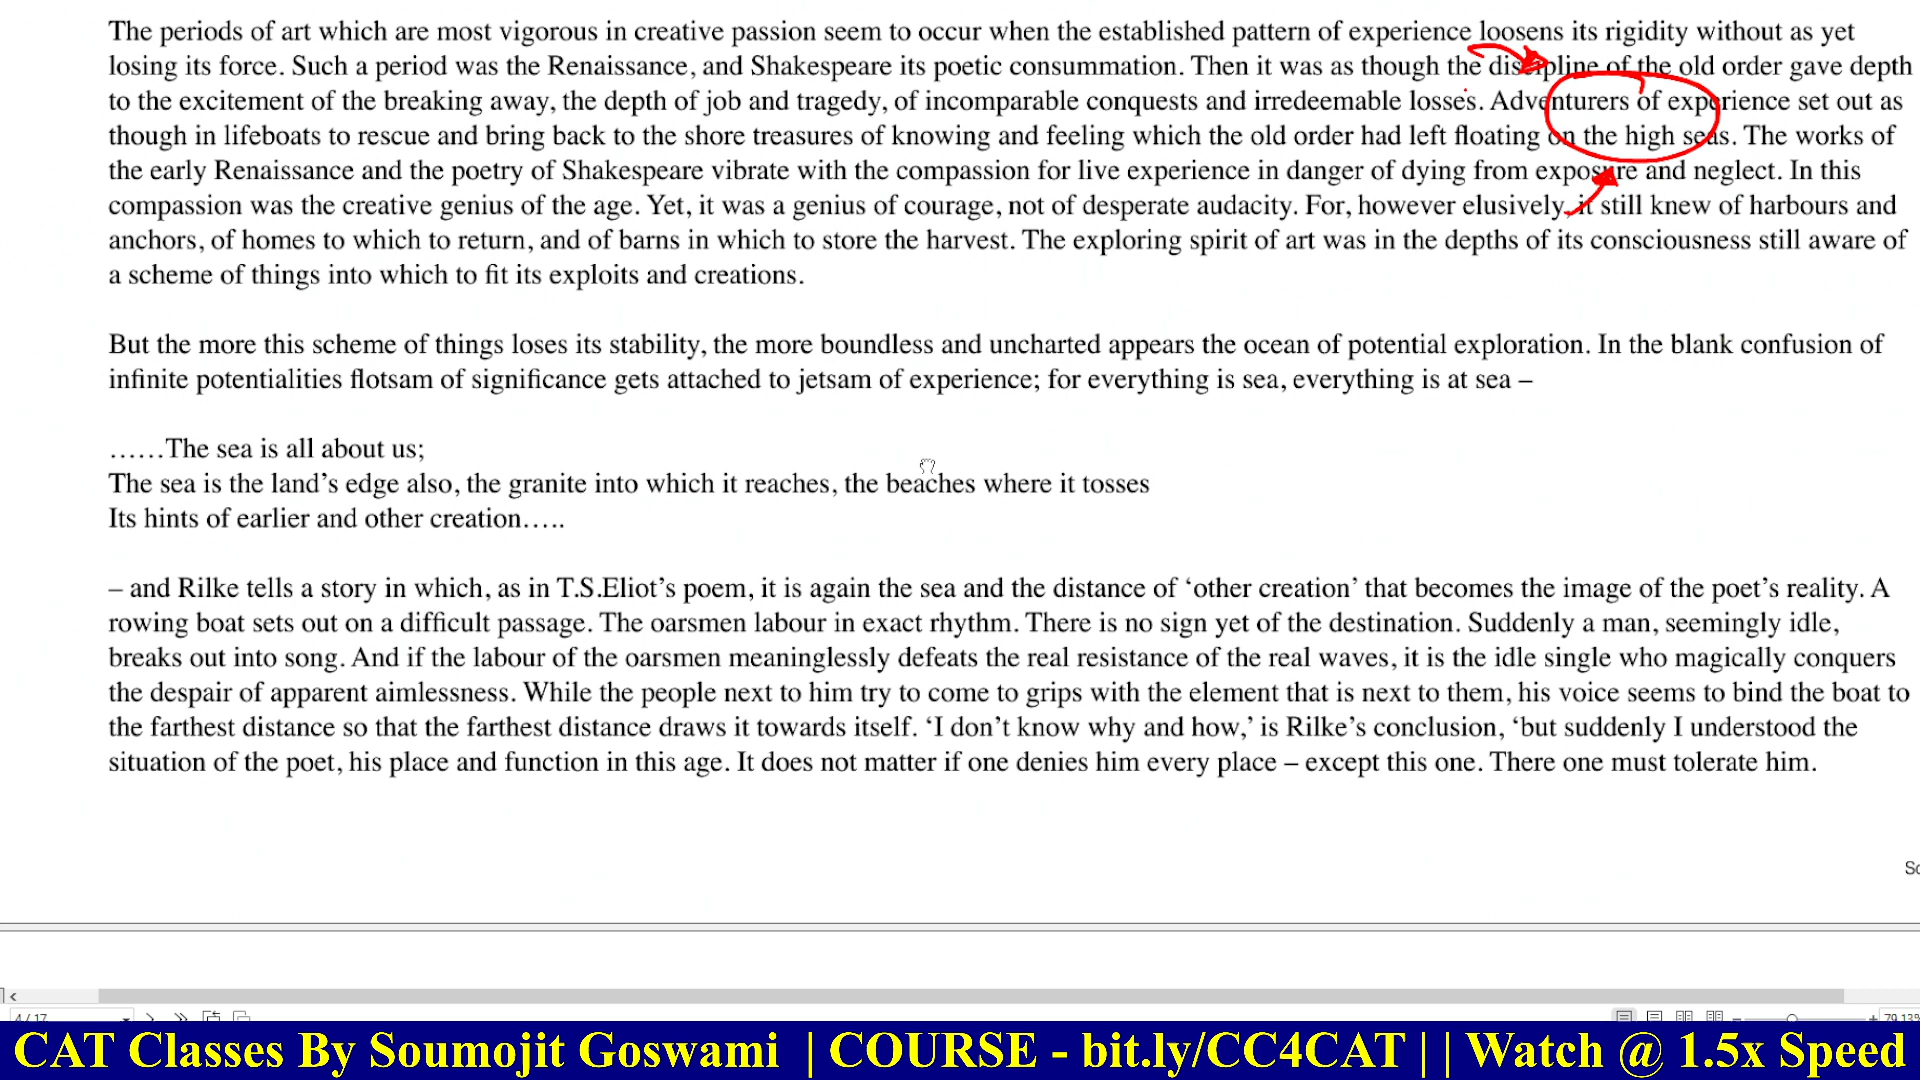 The periods of art which are most vigorous in creative passion seem to occur when the established pattern of experience loosens its rigidity without as yet
losing its force. Such a period was the Renaissance, and Shakespeare its poetic consummation. Then it was as though the discipline of the old order gave depth
to the excitement of the breaking away, the depth of job and tragedy, of incomparable conquests and irredeemable losses. Adventurers of experience set out as
though in lifeboats to rescue and bring back to the shore treasures of knowing and feeling which the old order had left floating on the high seas. The works of
the early Renaissance and the poetry of Shakespeare vibrate with the compassion for live experience in danger of dying from exposure and neglect. In this
compassion was the creative genius of the age. Yet, it was a genius of courage, not of desperate audacity. For, however elusively, it still knew of harbours and
anchors, of homes to which to return, and of barns in which to store the harvest. The exploring spirit of art was in the depths of its consciousness still aware of
a scheme of things into which to fit its exploits and creations.
But the more this scheme of things loses its stability, the more boundless and uncharted appears the ocean of potential exploration. In the blank confusion of
infinite potentialities flotsam of significance gets attached to jetsam of experience; for everything is sea, everything is at sea –
……The sea is all about us;
The sea is the land’s edge also, the granite into which it reaches, the beaches where it tosses
Its hints of earlier and other creation…..
– and Rilke tells a story in which, as in T.S.Eliot’s poem, it is again the sea and the distance of ‘other creation’ that becomes the image of the poet’s reality. A
rowing boat sets out on a difficult passage. The oarsmen labour in exact rhythm. There is no sign yet of the destination. Suddenly a man, seemingly idle,
breaks out into song. And if the labour of the oarsmen meaninglessly defeats the real resistance of the real waves, it is the idle single who magically conquers
the despair of apparent aimlessness. While the people next to him try to come to grips with the element that is next to them, his voice seems to bind the boat to
the farthest distance so that the farthest distance draws it towards itself. ‘I don’t know why and how,’ is Rilke’s conclusion, ‘but suddenly I understood the
situation of the poet, his place and function in this age. It does not matter if one denies him every place – except this one. There one must tolerate him.
4 / 17
79.13%
CAT Classes By Soumojit Goswami | COURSE - bit.ly/CC4CAT | | Watch @ 1.5x Speed